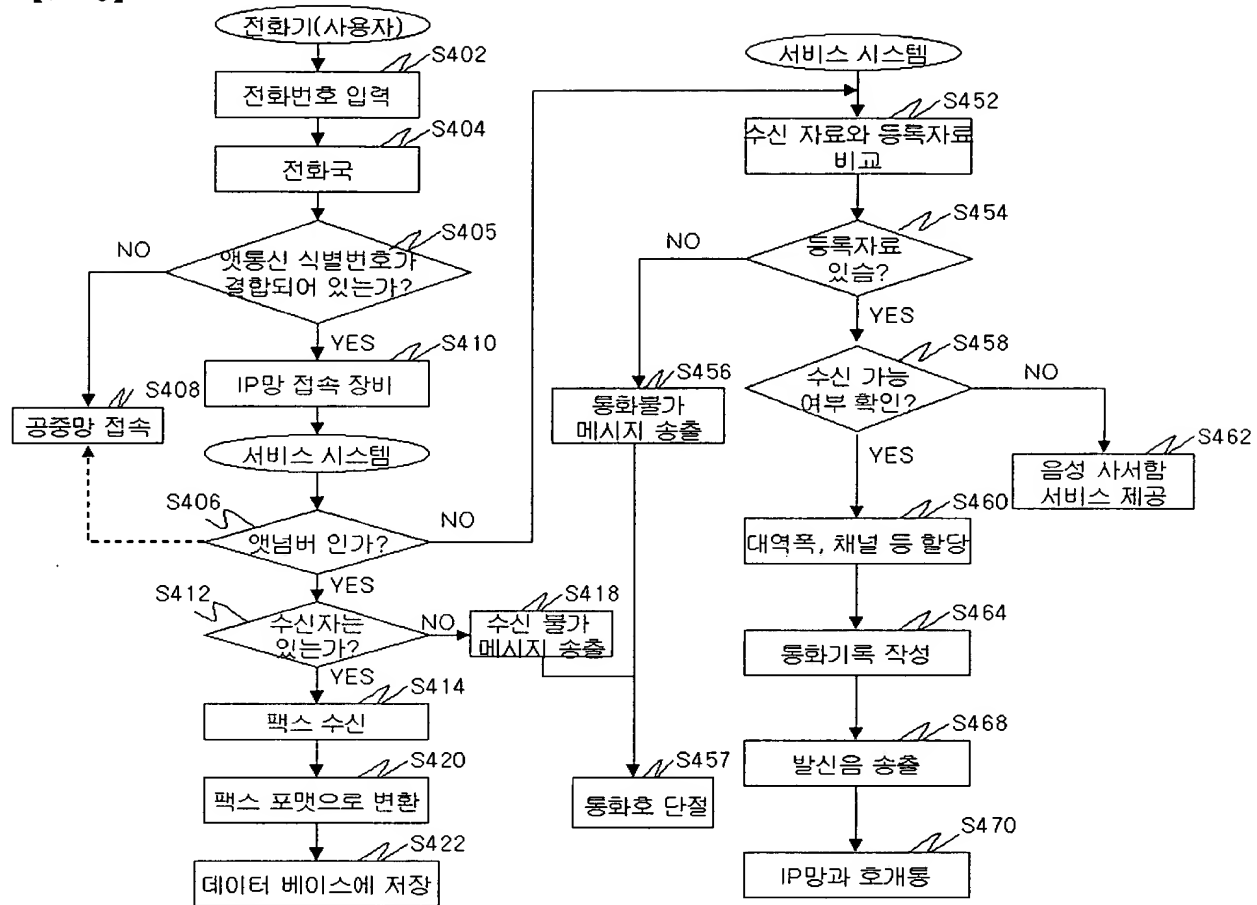 전화기(사용자)
S402
전화번호 입력
S404
전화국
S405
앳통신 식별번호가
결합되어 있는가?
NO
YES
S410
IP망 접속 장비
S408
공중망 접속
서비스 시스템
S406
앳넘버 인가?
NO
YES
S412
수신자는
있는가?
NO
S418
수신 불가
메시지 송출
YES
S414
팩스 수신
S420
팩스 포맷으로 변환
S422
데이터 베이스에 저장
서비스 시스템
S452
수신 자료와 등록자료
비교
S454
등록자료
있슴?
NO
YES
S456
통화불가
메시지 송출
S457
통화호 단절
S458
수신 가능
여부 확인?
NO
YES
S462
음성 사서함
서비스 제공
S460
대역폭, 채널 등 할당
S464
통화기록 작성
S468
발신음 송출
S470
IP망과 호개통